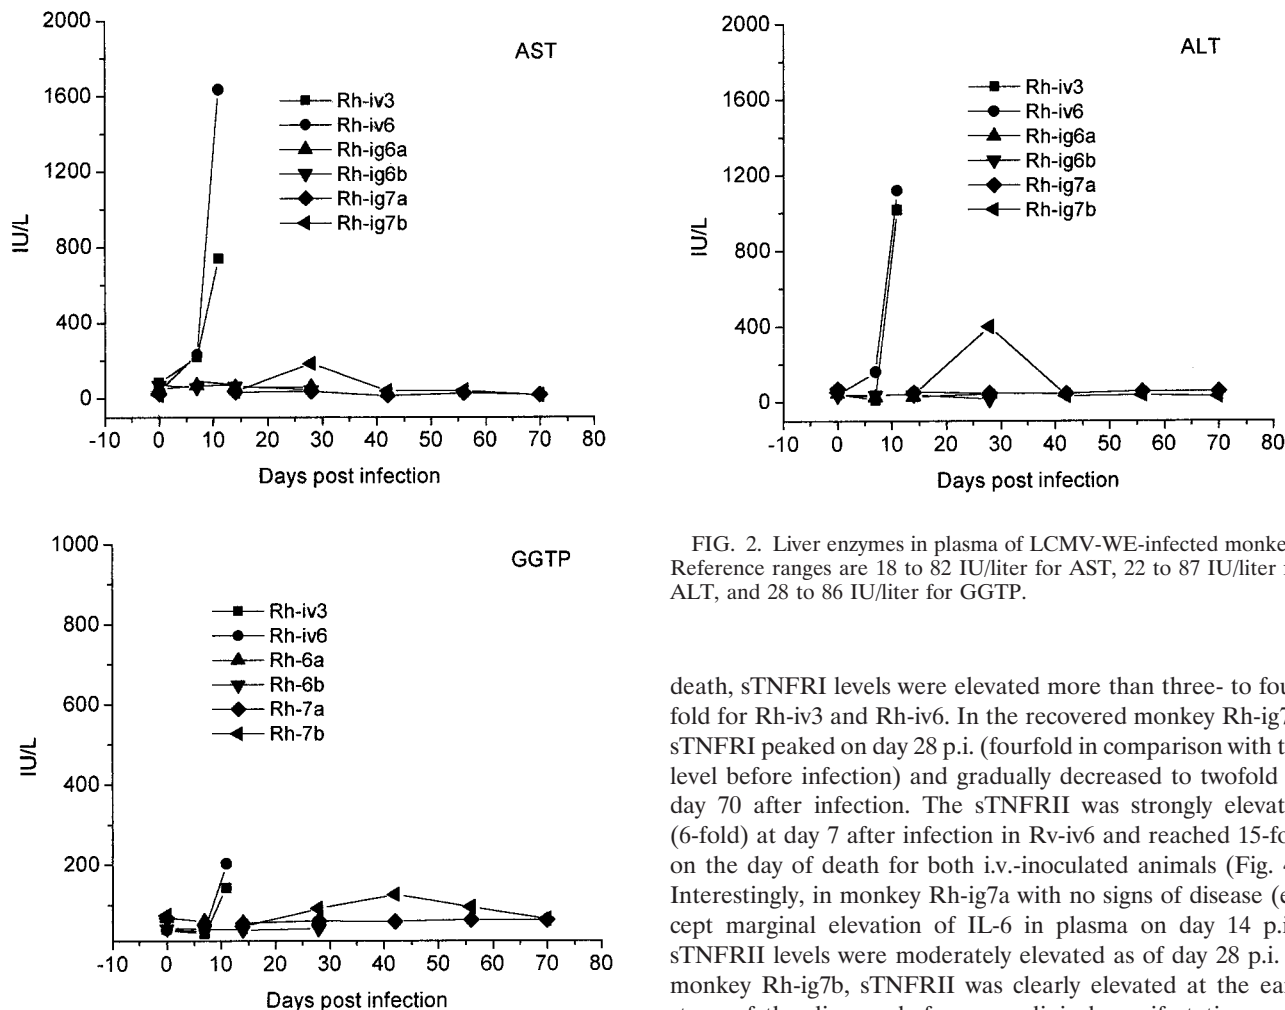 AST
2000
1600
1200
800
400
0
IU/L
Rh-iv3
Rh-iv6
Rh-ig6a
Rh-ig6b
Rh-ig7a
Rh-ig7b
-10 0 10 20 30 40 50 60 70 80
Days post infection
ALT
2000
1600
1200
800
400
0
IU/L
Rh-iv3
Rh-iv6
Rh-ig6a
Rh-ig6b
Rh-ig7a
Rh-ig7b
-10 0 10 20 30 40 50 60 70 80
Days post infection
GGTP
1000
800
600
400
200
IU/L
Rh-iv3
Rh-iv6
Rh-6a
Rh-6b
Rh-7a
Rh-7b
-10 0 10 20 30 40 50 60 70 80
Days post infection
FIG. 2. Liver enzymes in plasma of LCMV-WE-infected monke
Reference ranges are 18 to 82 IU/liter for AST, 22 to 87 IU/liter
ALT, and 28 to 86 IU/liter for GGTP.
death, sTNFRI levels were elevated more than three- to fou
fold for Rh-iv3 and Rh-iv6. In the recovered monkey Rh-ig7
sTNFRI peaked on day 28 p.i. (fourfold in comparison with t
level before infection) and gradually decreased to twofold
day 70 after infection. The sTNFRII was strongly elevat
(6-fold) at day 7 after infection in Rv-iv6 and reached 15-fo
on the day of death for both i.v.-inoculated animals (Fig. 4
Interestingly, in monkey Rh-ig7a with no signs of disease (e
cept marginal elevation of IL-6 in plasma on day 14 p.i
sTNFRII levels were moderately elevated as of day 28 p.i.
monkey Rh-ig7b, sTNFRII was clearly elevated at the ear